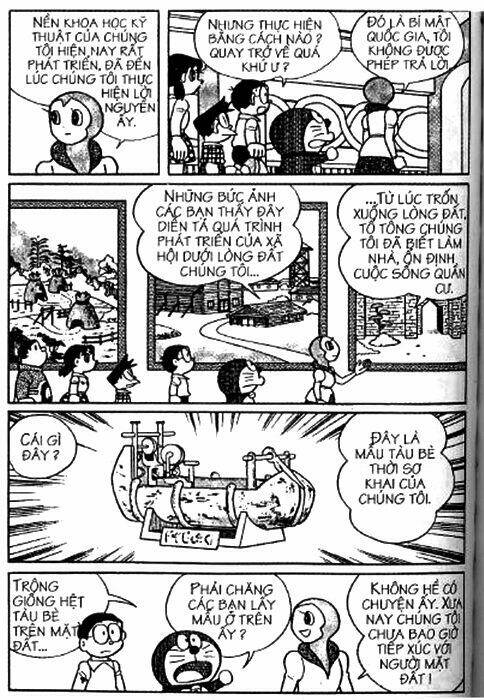 NỀN KHOA HỌC KỸ
THUẬT CỦA CHÚNG
TÔI HIỆN NAY RẤT
PHÁT TRIỂN, ĐÃ ĐẾN
LÚC CHÚNG TÔI THỰC
HIỆN LỜI
NGUYỀN
ẤY.
NHƯNG THỰC HIỆN
BẰNG CÁCH NÀO?
QUAY TRỞ VỀ QUÁ
KHỨ Ư?
ĐÓ LÀ BÍ MẬT
QUỐC GIA, TÔI
KHÔNG ĐƯỢC
PHÉP TRẢ LỜI
NHỮNG BỨC ẢNH
CÁC BẠN THẤY ĐÂY
DIỄN TẢ QUÁ TRÌNH
PHÁT TRIỂN CỦA XÃ
HỘI DƯỚI LÒNG ĐẤT
CHÚNG TÔI...
...TỪ LÚC TRỐN
XUỐNG LÒNG ĐẤT,
TỔ TÔNG CHÚNG
TÔI ĐÃ BIẾT LÀM
NHÀ, ỔN ĐỊNH
CUỘC SỐNG QUẦN
CƯ.
CÁI GÌ
ĐÂY?
ĐÂY LÀ
MẪU TÀU BÈ
THỜI SƠ
KHAI CỦA
CHÚNG TÔI.
TRÔNG
GIỐNG HỆT
TÀU BÈ
TRÊN MẶT
ĐẤT...
PHẢI CHĂNG
CÁC BẠN LẤY
MẪU Ở TRÊN
ẤY?
KHÔNG HỀ CÓ
CHUYỆN ẤY. XƯA
NAY CHÚNG TÔI
CHƯA BAO GIỜ
TIẾP XÚC VỚI
NGƯỜI MẶT
ĐẤT!